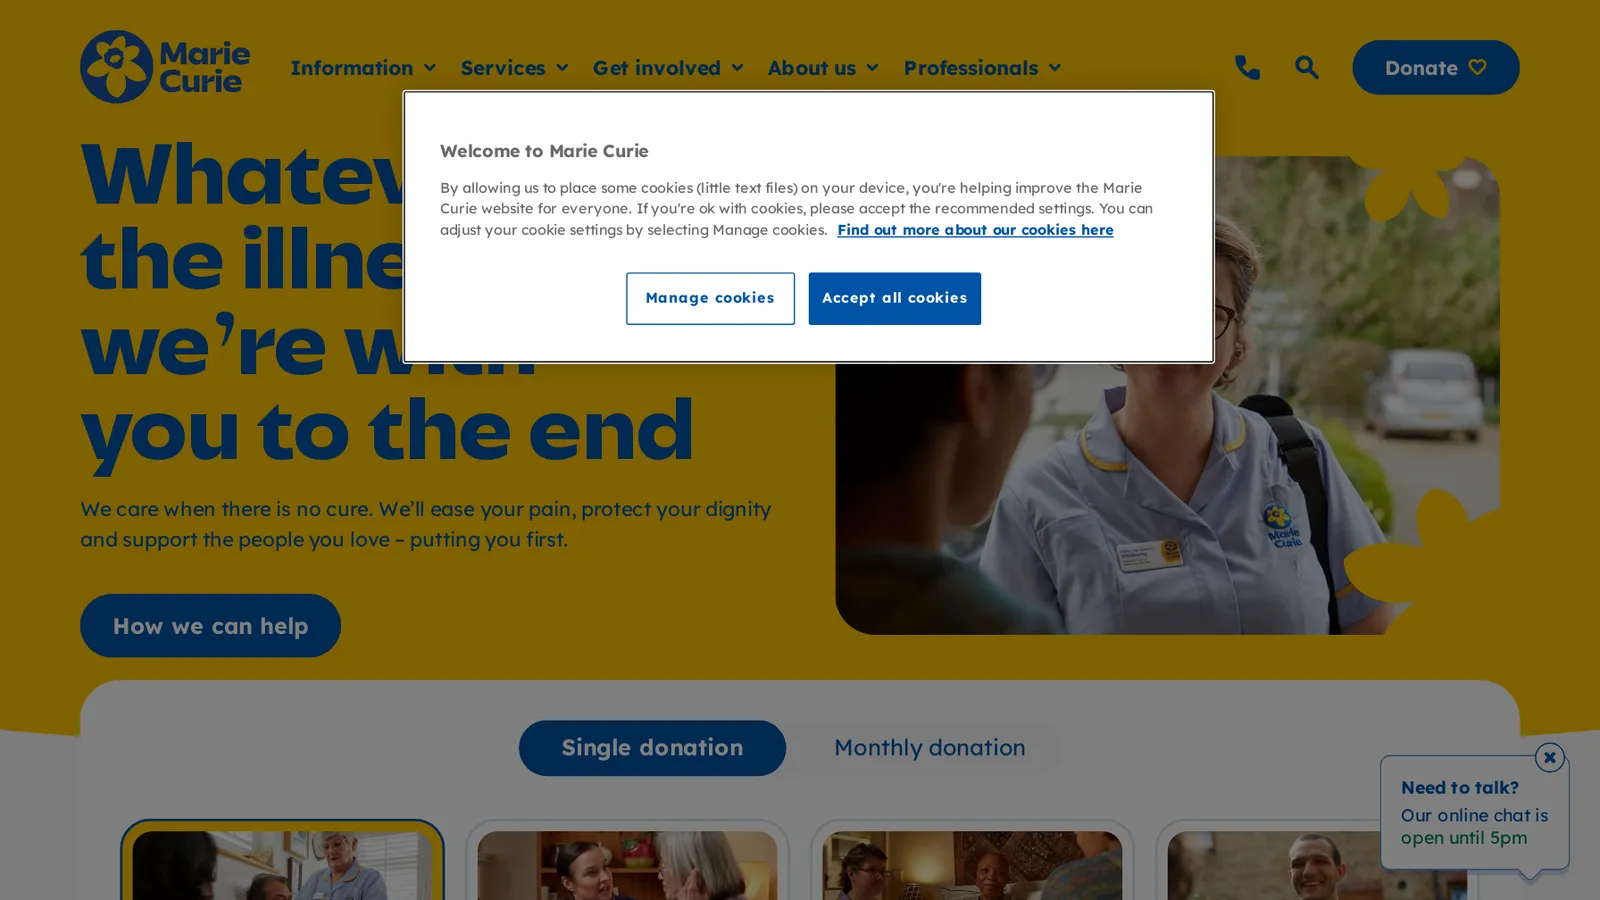 Marie
Curie
Information
Services
Get involved
About us
Professionals
Donate
Welcome to Marie Curie
By allowing us to place some cookies (little text files) on your device, you're helping improve the Marie
Curie website for everyone. If you're ok with cookies, please accept the recommended settings. You can
adjust your cookie settings by selecting Manage cookies. Find out more about our cookies here
Manage cookies
Accept all cookies
the
we're
you to the end
We care when there is no cure. We'll ease your pain, protect your dignity
and support the people you love – putting you first.
How we can help
Marie
Curie
Single donation
Monthly donation
Need to talk?
Our online chat is
open until 5pm